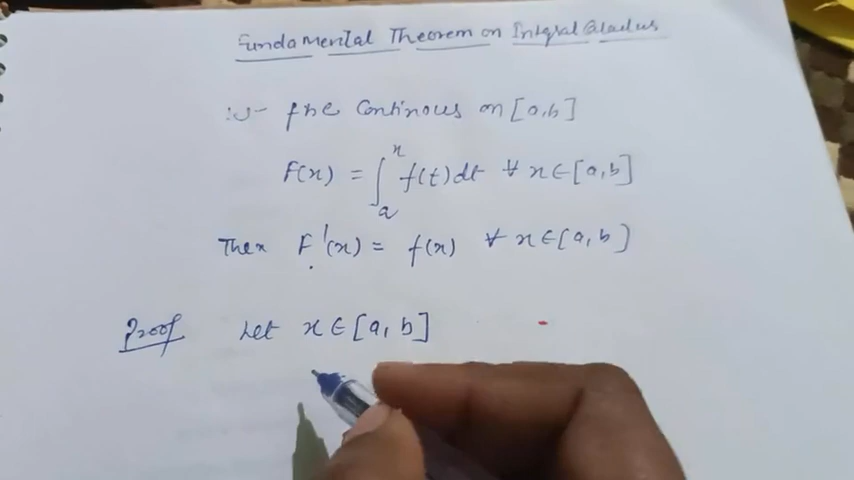 Fundamental Theorem on Integral Calculus
:- f be Continous on [a,b]
F(x) = ∫ₐˣ f(t)dt ∀ x∈[a,b]
Then F'(x) = f(x) ∀ x∈[a,b]
Proof Let x∈[a,b]